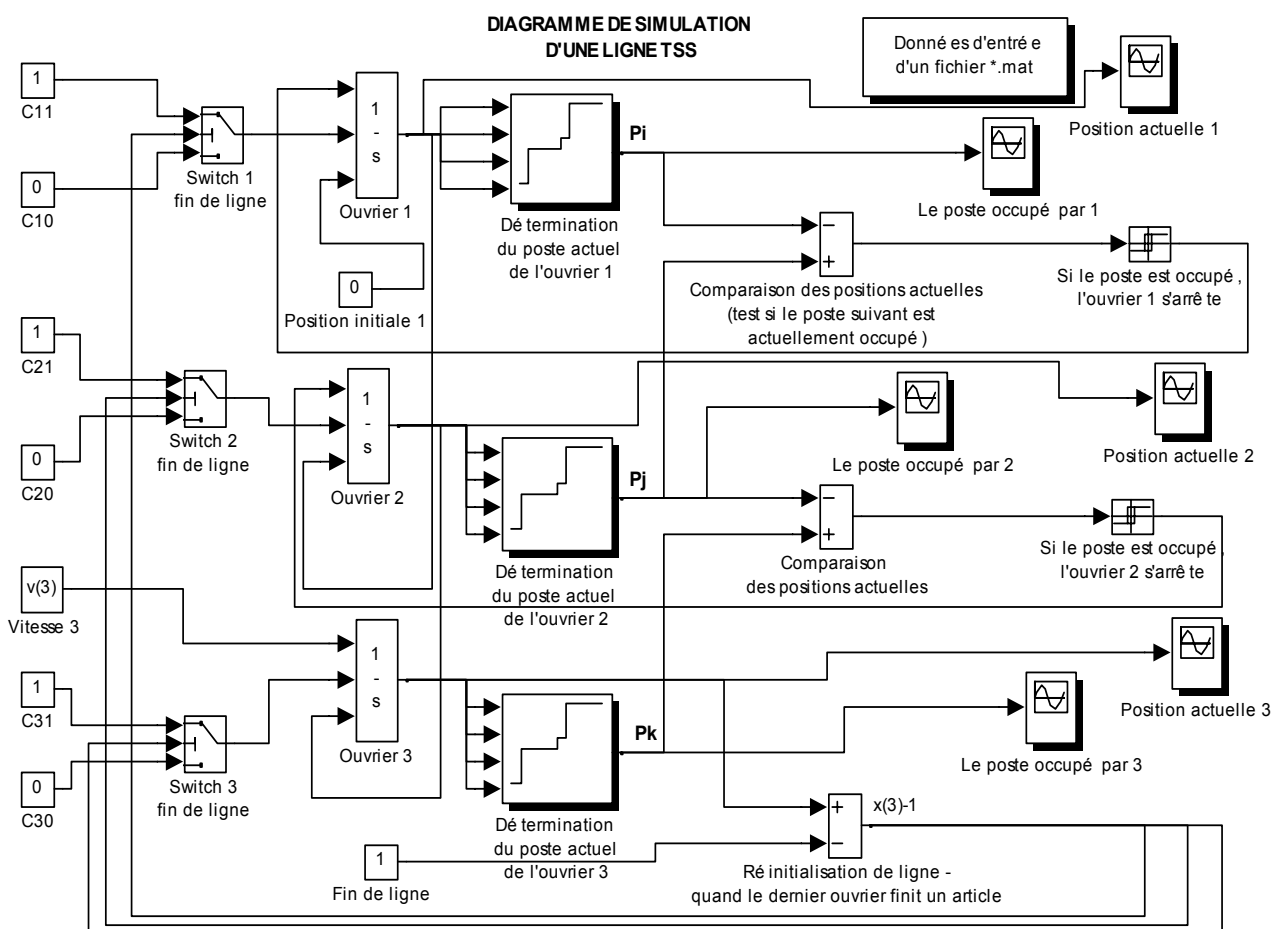 DIAGRAMME DE SIMULATION
D'UNE LIGNE TSS
Donné es d'entré e
d'un fichier *.mat
Position actuelle 1
1
C11
0
C10
Switch 1
fin de ligne
1
-
s
Ouvrier 1
0
Position initiale 1
Dé termination
du poste actuel
de l'ouvrier 1
Pi
Le poste occupé par 1
−
+
Comparaison des positions actuelles
(test si le poste suivant est
actuellement occupé )
Si le poste est occupé ,
l'ouvrier 1 s'arrê te
1
C21
0
C20
Switch 2
fin de ligne
1
-
s
Ouvrier 2
Dé termination
du poste actuel
de l'ouvrier 2
Pj
Le poste occupé par 2
Position actuelle 2
−
+
Comparaison
des positions actuelles
Si le poste est occupé ,
l'ouvrier 2 s'arrê te
v(3)
Vitesse 3
1
C31
0
C30
Switch 3
fin de ligne
1
-
s
Ouvrier 3
Dé termination
du poste actuel
de l'ouvrier 3
Pk
Le poste occupé par 3
Position actuelle 3
1
Fin de ligne
+
−
x(3)-1
Ré initialisation de ligne -
quand le dernier ouvrier finit un article